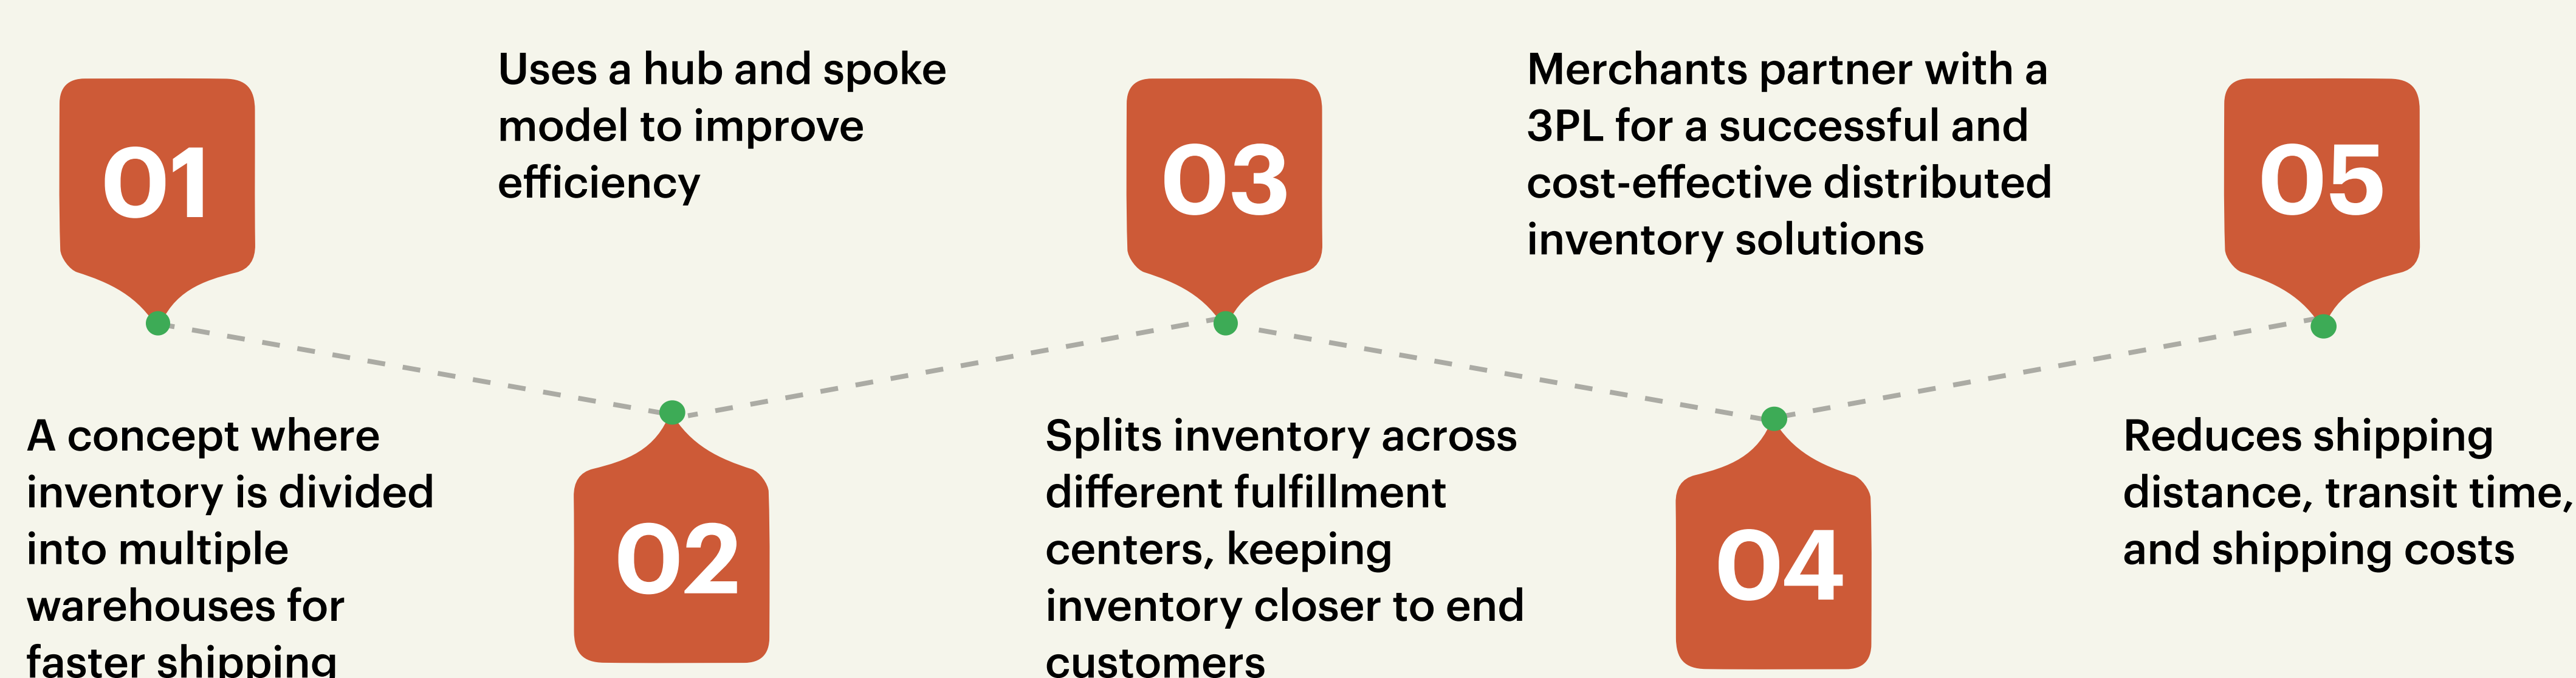 01
A concept where
inventory is divided
into multiple
warehouses for
faster shipping
Uses a hub and spoke
model to improve
efficiency
02
03
Splits inventory across
different fulfillment
centers, keeping
inventory closer to end
customers
Merchants partner with a
3PL for a successful and
cost-effective distributed
inventory solutions
04
05
Reduces shipping
distance, transit time,
and shipping costs